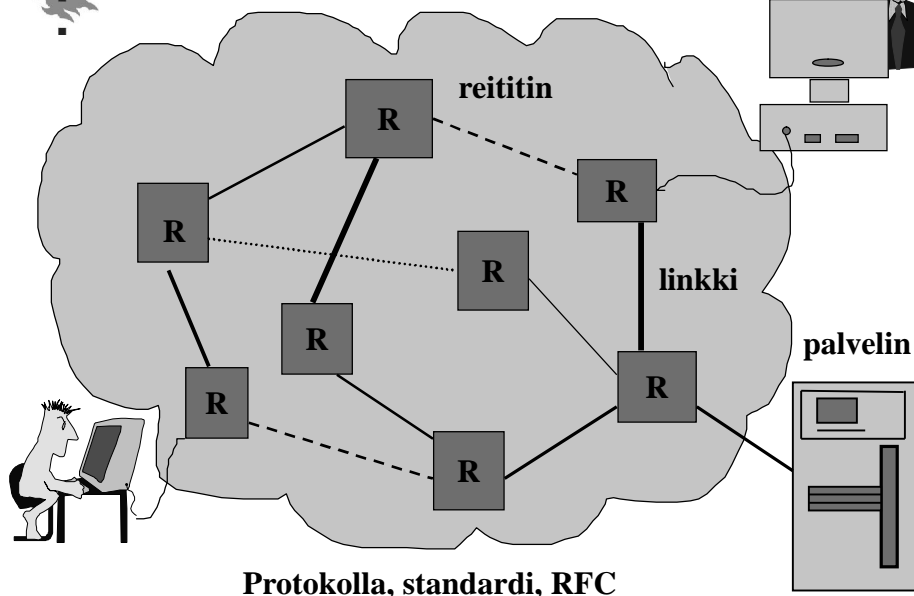 reititin
R
R
R
R
linkki
R
palvelin
R
R
R
Protokolla, standardi, RFC